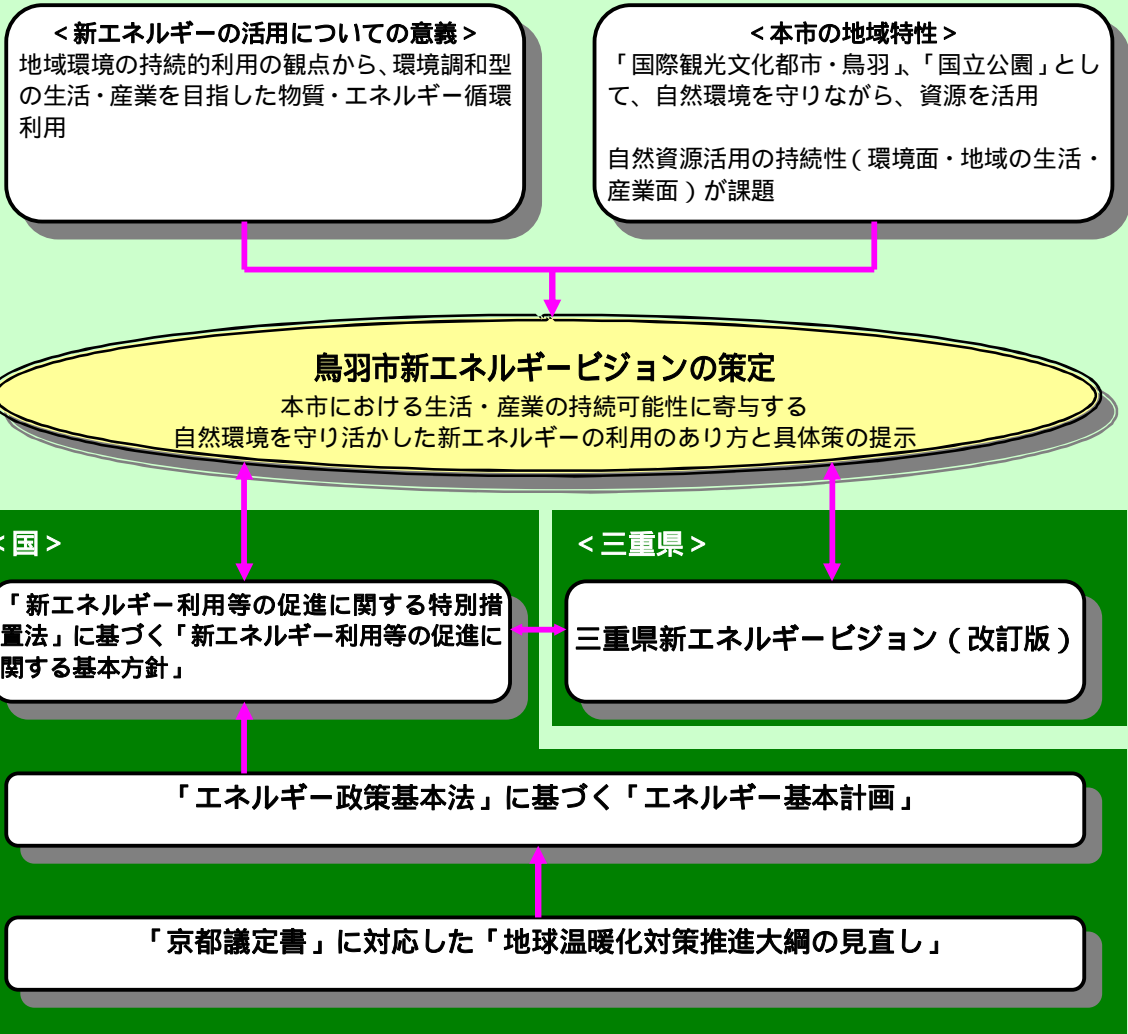 ＜新エネルギーの活用についての意義＞
地域環境の持続的利用の観点から、環境調和型
の生活・産業を目指した物質・エネルギー循環
利用
＜本市の地域特性＞
「国際観光文化都市・鳥羽」、「国立公園」とし
て、自然環境を守りながら、資源を活用
自然資源活用の持続性（環境面・地域の生活・
産業面）が課題
鳥羽市新エネルギービジョンの策定
本市における生活・産業の持続可能性に寄与する
自然環境を守り活かした新エネルギーの利用のあり方と具体策の提示
＜国＞
「新エネルギー利用等の促進に関する特別措
置法」に基づく「新エネルギー利用等の促進に
関する基本方針」
＜三重県＞
三重県新エネルギービジョン（改訂版）
「エネルギー政策基本法」に基づく「エネルギー基本計画」
「京都議定書」に対応した「地球温暖化対策推進大綱の見直し」